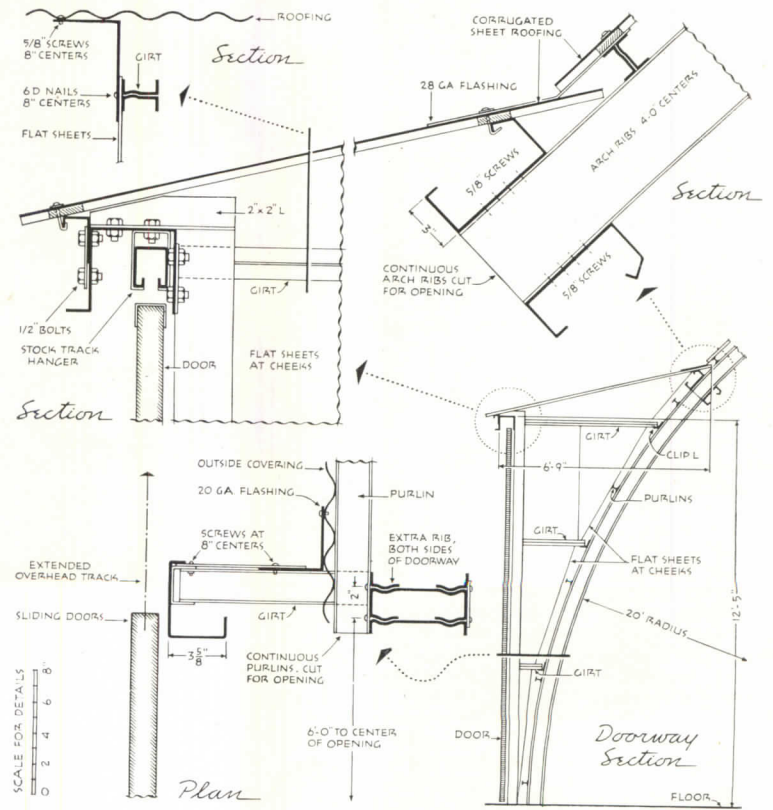 ROOFING
5/8" SCREWS
8" CENTERS
GIRT
Section
6D NAILS
8" CENTERS
FLAT SHEETS
CORRUGATED
SHEET ROOFING
28 GA FLASHING
ARCH RIBS 4-0" CENTERS
5/8" SCREWS
Section
3"
5/8" SCREWS
CONTINUOUS
ARCH RIBS CUT
FOR OPENING
2" x 2" L
GIRT
1/2" BOLTS
STOCK TRACK
HANGER
DOOR
FLAT SHEETS
AT CHEEKS
Section
GIRT
CLIP L
6'-9"
PURLINS
GIRT
FLAT SHEETS
AT CHEEKS
12'-5"
20' RADIUS
GIRT
DOOR
Doorway
Section
FLOOR
OUTSIDE COVERING
20 GA. FLASHING
PURLIN
SCREWS AT
8" CENTERS
EXTRA RIB,
BOTH SIDES
OF DOORWAY
EXTENDED
OVERHEAD TRACK
2"
SLIDING DOORS
GIRT
3 5/8"
CONTINUOUS
PURLINS, CUT
FOR OPENING
6'-0" TO CENTER
OF OPENING
SCALE FOR DETAILS
0 2 4 6 8"
Plan